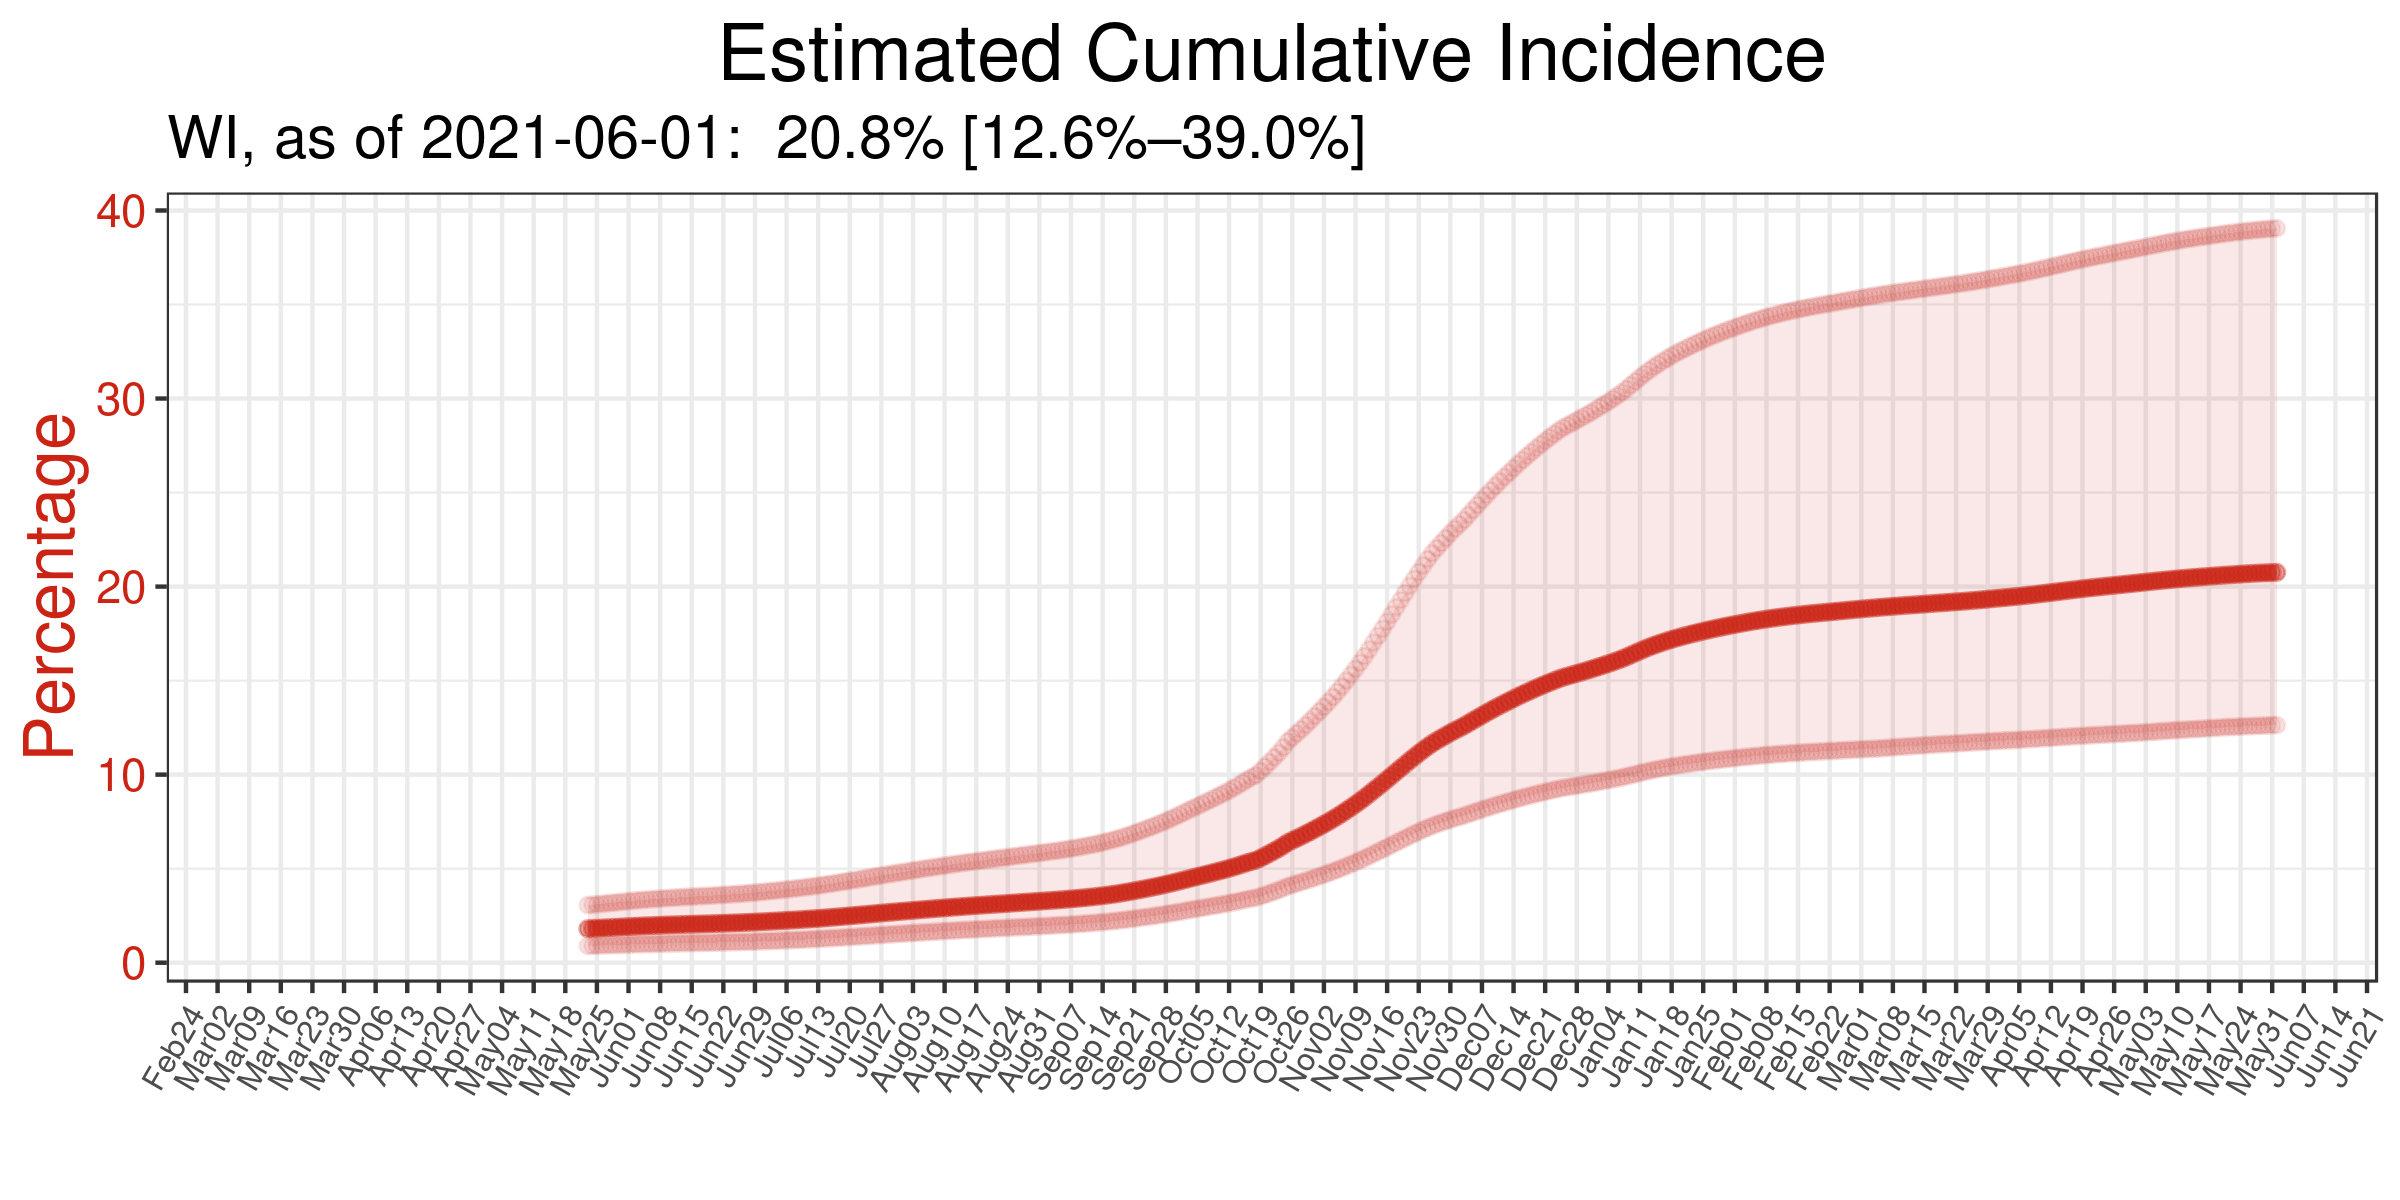 Estimated Cumulative Incidence
WI, as of 2021-06-01:  20.8% [12.6%–39.0%]
Percentage
40
30
20
10
0
Feb24
Mar02
Mar09
Mar16
Mar23
Mar30
Apr06
Apr13
Apr20
Apr27
May04
May11
May18
May25
Jun01
Jun08
Jun15
Jun22
Jun29
Jul06
Jul13
Jul20
Jul27
Aug03
Aug10
Aug17
Aug24
Aug31
Sep07
Sep14
Sep21
Sep28
Oct05
Oct12
Oct19
Oct26
Nov02
Nov09
Nov16
Nov23
Nov30
Dec07
Dec14
Dec21
Dec28
Jan04
Jan11
Jan18
Jan25
Feb01
Feb08
Feb15
Feb22
Mar01
Mar08
Mar15
Mar22
Mar29
Apr05
Apr12
Apr19
Apr26
May03
May10
May17
May24
May31
Jun07
Jun14
Jun21